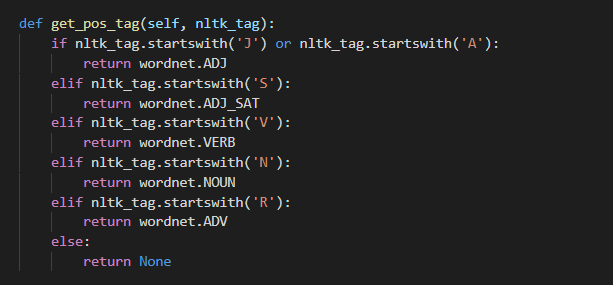 def get_pos_tag(self, nltk_tag):
    if nltk_tag.startswith('J') or nltk_tag.startswith('A'):
        return wordnet.ADJ
    elif nltk_tag.startswith('S'):
        return wordnet.ADJ_SAT
    elif nltk_tag.startswith('V'):
        return wordnet.VERB
    elif nltk_tag.startswith('N'):
        return wordnet.NOUN
    elif nltk_tag.startswith('R'):
        return wordnet.ADV
    else:
        return None